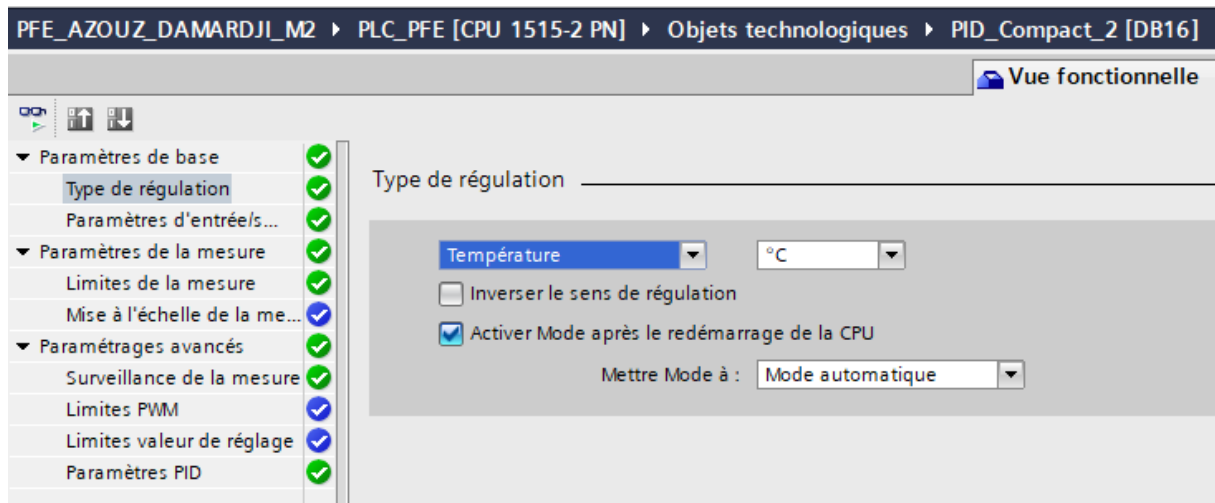 PFE_AZOUZ_DAMARDJI_M2 ▸ PLC_PFE [CPU 1515-2 PN] ▸ Objets technologiques ▸ PID_Compact_2 [DB16]
Vue fonctionnelle
Paramètres de base
Type de régulation
Paramètres d'entrée/s...
Paramètres de la mesure
Limites de la mesure
Mise à l'échelle de la me...
Paramétrages avancés
Surveillance de la mesure
Limites PWM
Limites valeur de réglage
Paramètres PID
Type de régulation
Température °C
Inverser le sens de régulation
Activer Mode après le redémarrage de la CPU
Mettre Mode à : Mode automatique